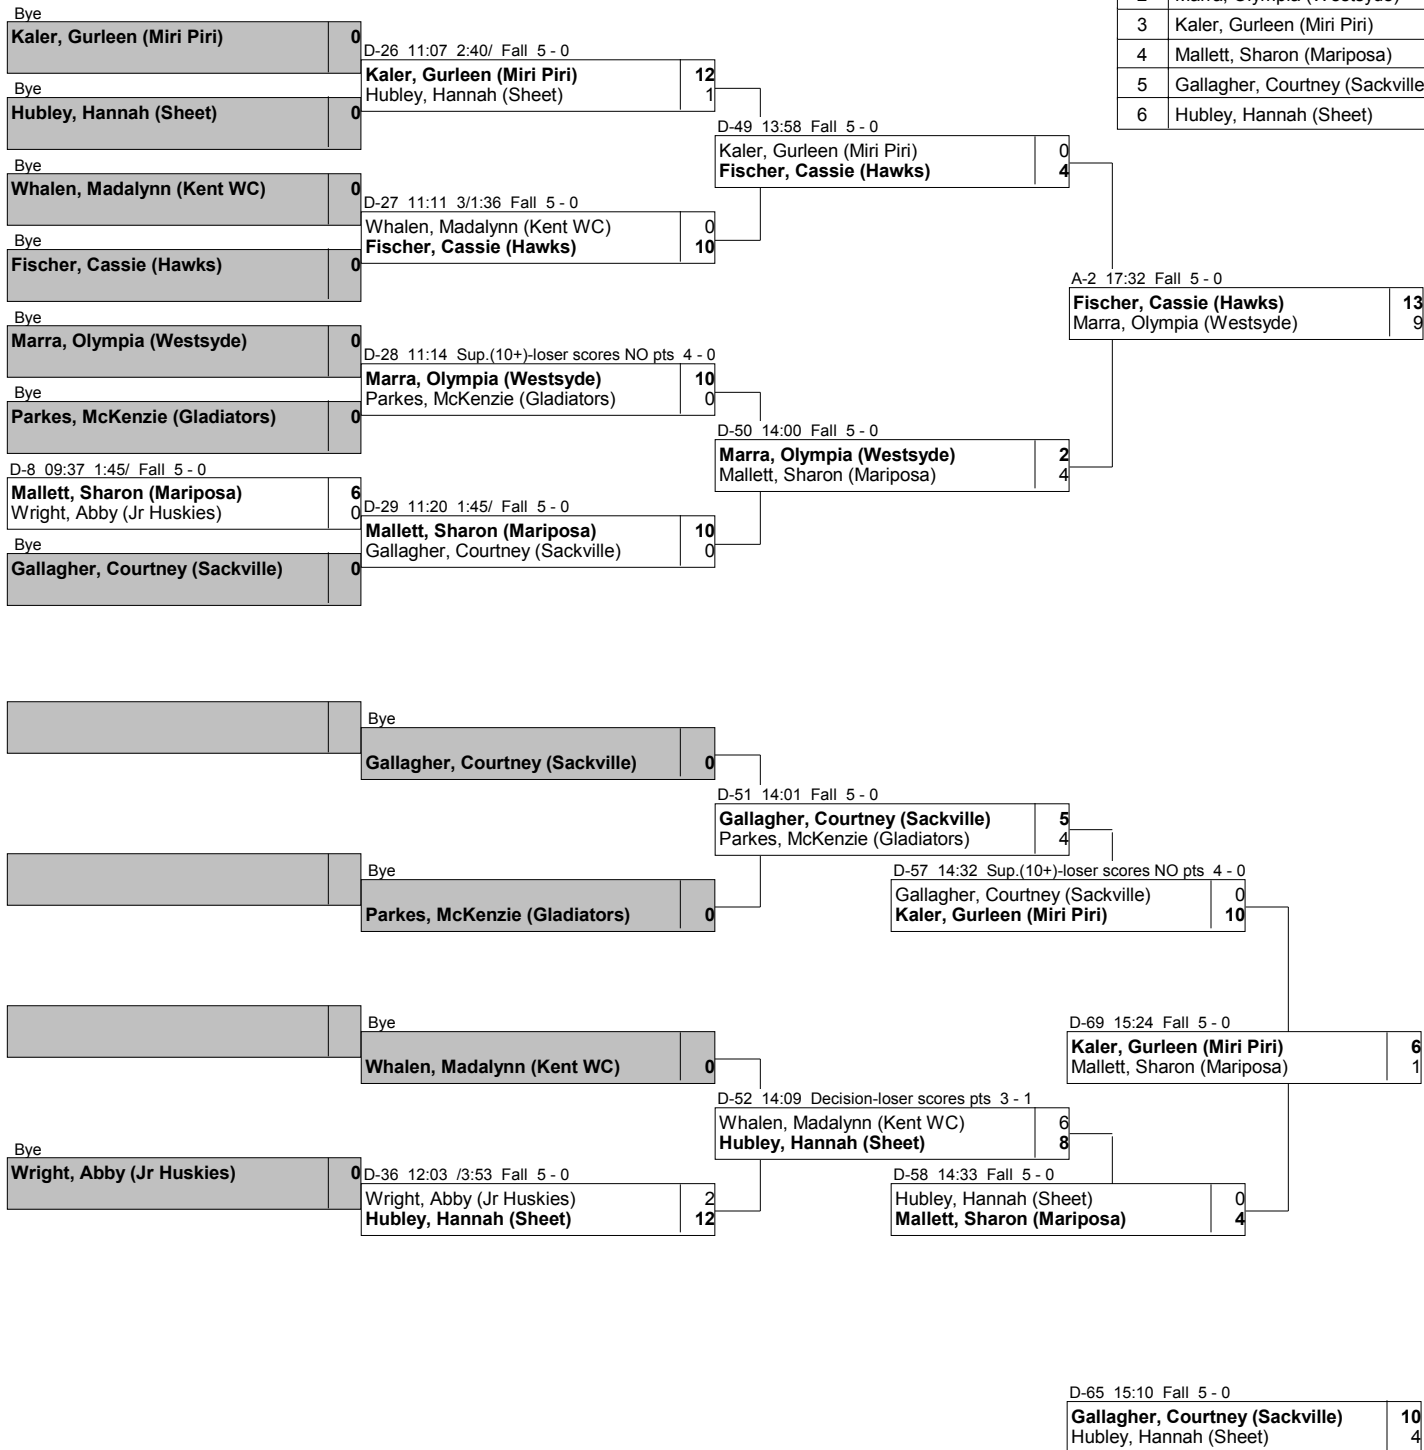 2 Marra, Olympia (Westsyde)
3 Kaler, Gurleen (Miri Piri)
4 Mallett, Sharon (Mariposa)
5 Gallagher, Courtney (Sackville
6 Hubley, Hannah (Sheet)
Bye
Kaler, Gurleen (Miri Piri) 0
Bye
Hubley, Hannah (Sheet) 0
Bye
Whalen, Madalynn (Kent WC) 0
Bye
Fischer, Cassie (Hawks) 0
Bye
Marra, Olympia (Westsyde) 0
Bye
Parkes, McKenzie (Gladiators) 0
D-8 09:37 1:45/ Fall 5 - 0
Mallett, Sharon (Mariposa) 6
Wright, Abby (Jr Huskies) 0
Bye
Gallagher, Courtney (Sackville) 0
D-26 11:07 2:40/ Fall 5 - 0
Kaler, Gurleen (Miri Piri) 12
Hubley, Hannah (Sheet) 1
D-27 11:11 3/1:36 Fall 5 - 0
Whalen, Madalynn (Kent WC) 0
Fischer, Cassie (Hawks) 10
D-28 11:14 Sup.(10+)-loser scores NO pts 4 - 0
Marra, Olympia (Westsyde) 10
Parkes, McKenzie (Gladiators) 0
D-29 11:20 1:45/ Fall 5 - 0
Mallett, Sharon (Mariposa) 10
Gallagher, Courtney (Sackville) 0
D-49 13:58 Fall 5 - 0
Kaler, Gurleen (Miri Piri) 0
Fischer, Cassie (Hawks) 4
D-50 14:00 Fall 5 - 0
Marra, Olympia (Westsyde) 2
Mallett, Sharon (Mariposa) 4
A-2 17:32 Fall 5 - 0
Fischer, Cassie (Hawks) 13
Marra, Olympia (Westsyde) 9
Bye
Gallagher, Courtney (Sackville) 0
Bye
Parkes, McKenzie (Gladiators) 0
Bye
Whalen, Madalynn (Kent WC) 0
Bye
Wright, Abby (Jr Huskies) 0
D-36 12:03 /3:53 Fall 5 - 0
Wright, Abby (Jr Huskies) 2
Hubley, Hannah (Sheet) 12
D-51 14:01 Fall 5 - 0
Gallagher, Courtney (Sackville) 5
Parkes, McKenzie (Gladiators) 4
D-52 14:09 Decision-loser scores pts 3 - 1
Whalen, Madalynn (Kent WC) 6
Hubley, Hannah (Sheet) 8
D-57 14:32 Sup.(10+)-loser scores NO pts 4 - 0
Gallagher, Courtney (Sackville) 0
Kaler, Gurleen (Miri Piri) 10
D-58 14:33 Fall 5 - 0
Hubley, Hannah (Sheet) 0
Mallett, Sharon (Mariposa) 4
D-69 15:24 Fall 5 - 0
Kaler, Gurleen (Miri Piri) 6
Mallett, Sharon (Mariposa) 1
D-65 15:10 Fall 5 - 0
Gallagher, Courtney (Sackville) 10
Hubley, Hannah (Sheet) 4